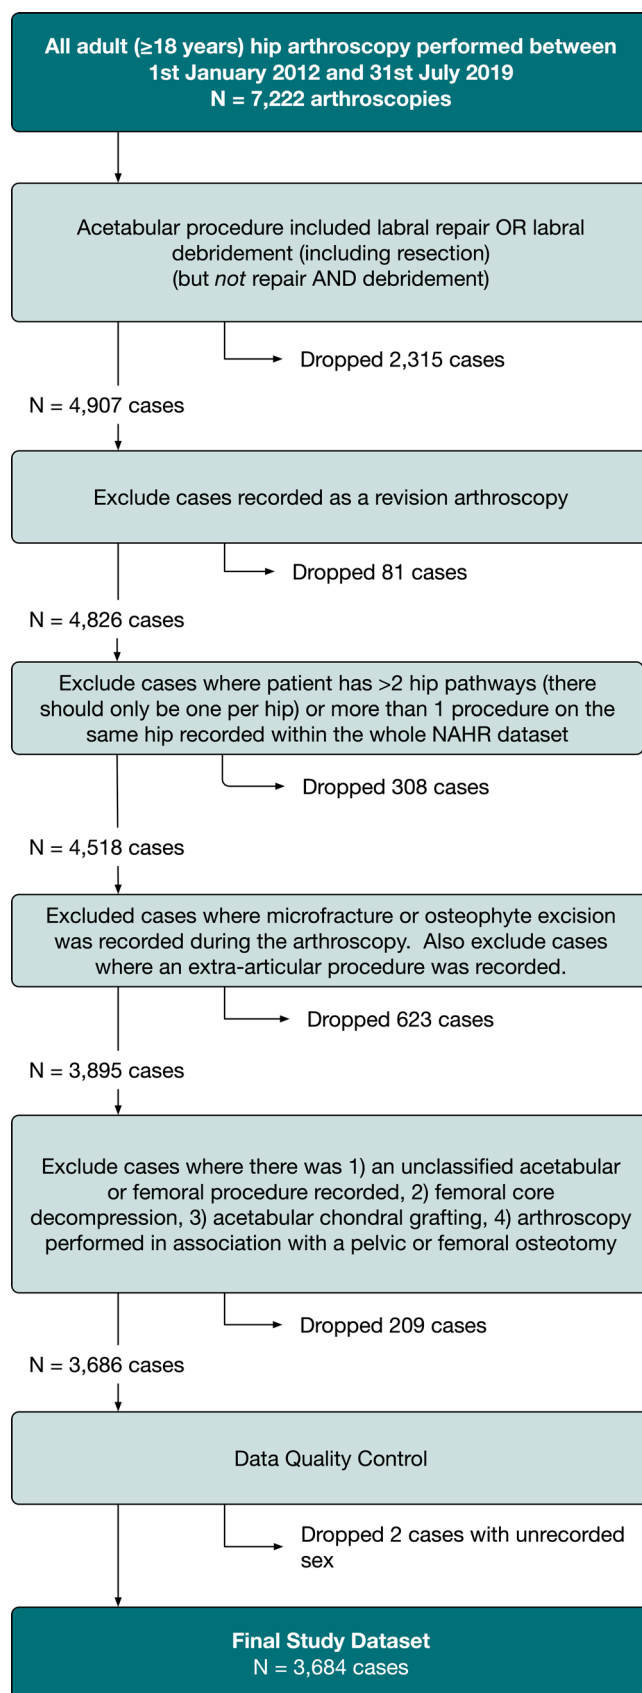 All adult (≥18 years) hip arthroscopy performed between
1st January 2012 and 31st July 2019
N = 7,222 arthroscopies
Acetabular procedure included labral repair OR labral
debridement (including resection)
(but not repair AND debridement)
Dropped 2,315 cases
N = 4,907 cases
Exclude cases recorded as a revision arthroscopy
Dropped 81 cases
N = 4,826 cases
Exclude cases where patient has >2 hip pathways (there
should only be one per hip) or more than 1 procedure on the
same hip recorded within the whole NAHR dataset
Dropped 308 cases
N = 4,518 cases
Excluded cases where microfracture or osteophyte excision
was recorded during the arthroscopy.  Also exclude cases
where an extra-articular procedure was recorded.
Dropped 623 cases
N = 3,895 cases
Exclude cases where there was 1) an unclassified acetabular
or femoral procedure recorded, 2) femoral core
decompression, 3) acetabular chondral grafting, 4) arthroscopy
performed in association with a pelvic or femoral osteotomy
Dropped 209 cases
N = 3,686 cases
Data Quality Control
Dropped 2 cases with unrecorded
sex
Final Study Dataset
N = 3,684 cases